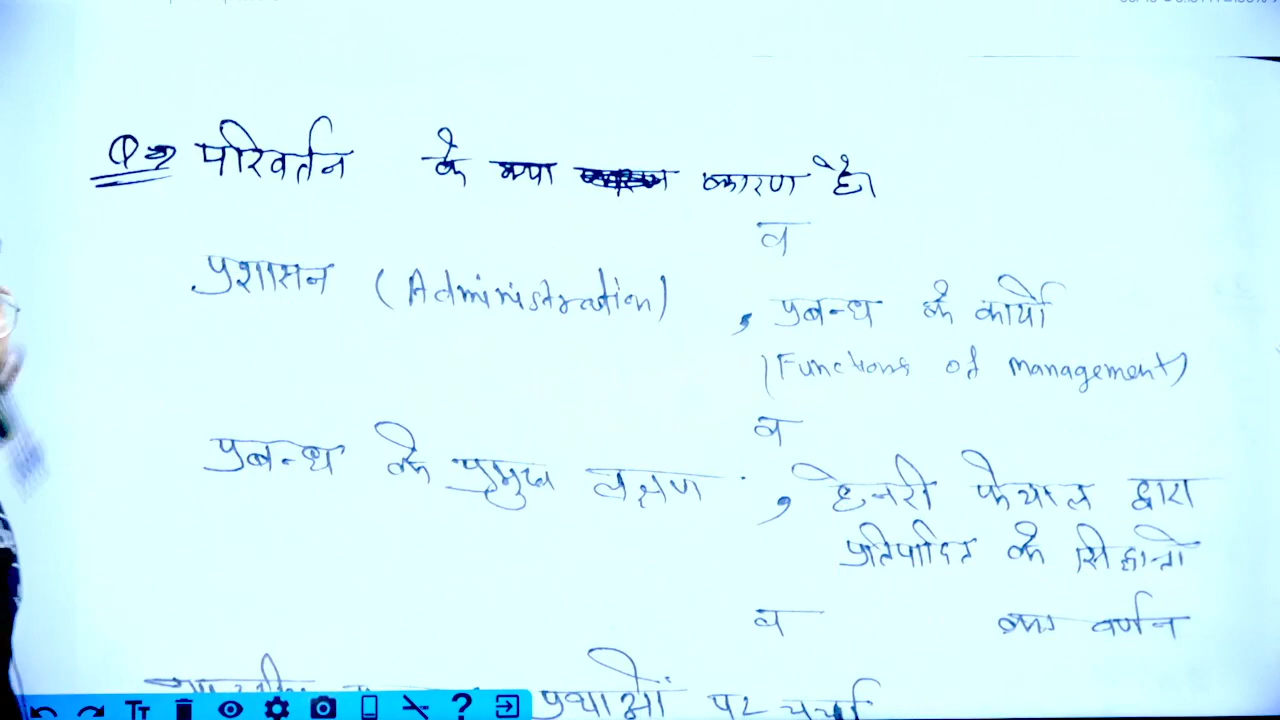 Q→ परिवर्तन के क्या कारण है।
व
प्रशासन (Administration) , प्रबन्ध के कार्यो
(Functions of management)
व
प्रबन्ध के प्रमुख लक्षण , हेनरी फेयाल द्वारा
प्रतिपादित के सिद्धान्तो
व का वर्णन
प्रथाओं पर चर्चा